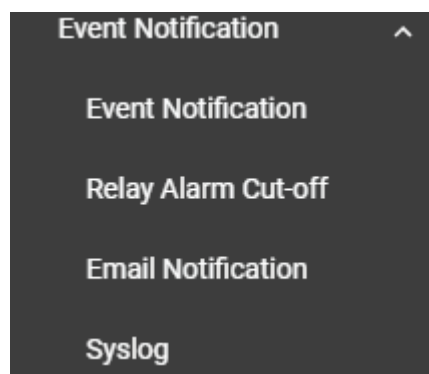 Event Notification
Event Notification
Relay Alarm Cut-off
Email Notification
Syslog